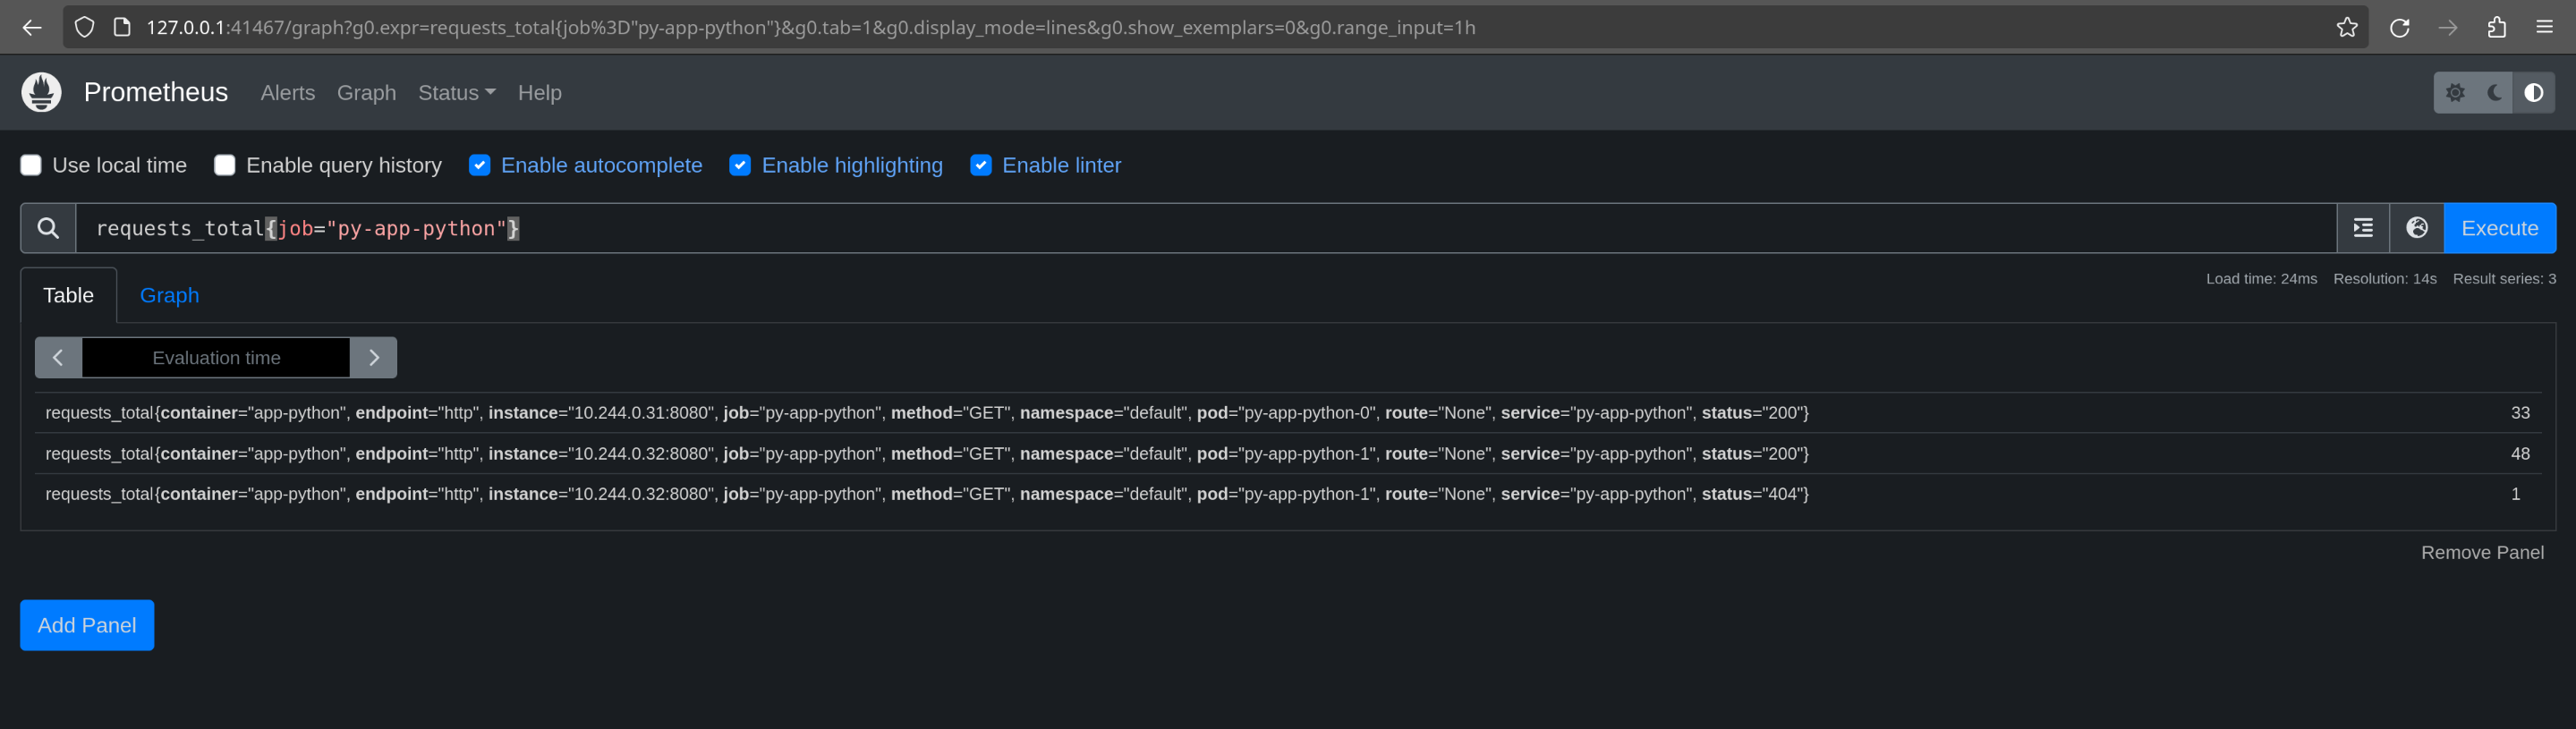 127.0.0.1:41467/graph?g0.expr=requests_total{job%3D"py-app-python"}&g0.tab=1&g0.display_mode=lines&g0.show_exemplars=0&g0.range_input=1h
Prometheus Alerts Graph Status Help
Use local time Enable query history Enable autocomplete Enable highlighting Enable linter
requests_total{job="py-app-python"} Execute
Table Graph Load time: 24ms Resolution: 14s Result series: 3
Evaluation time
requests_total{container="app-python", endpoint="http", instance="10.244.0.31:8080", job="py-app-python", method="GET", namespace="default", pod="py-app-python-0", route="None", service="py-app-python", status="200"} 33
requests_total{container="app-python", endpoint="http", instance="10.244.0.32:8080", job="py-app-python", method="GET", namespace="default", pod="py-app-python-1", route="None", service="py-app-python", status="200"} 48
requests_total{container="app-python", endpoint="http", instance="10.244.0.32:8080", job="py-app-python", method="GET", namespace="default", pod="py-app-python-1", route="None", service="py-app-python", status="404"} 1
Remove Panel
Add Panel